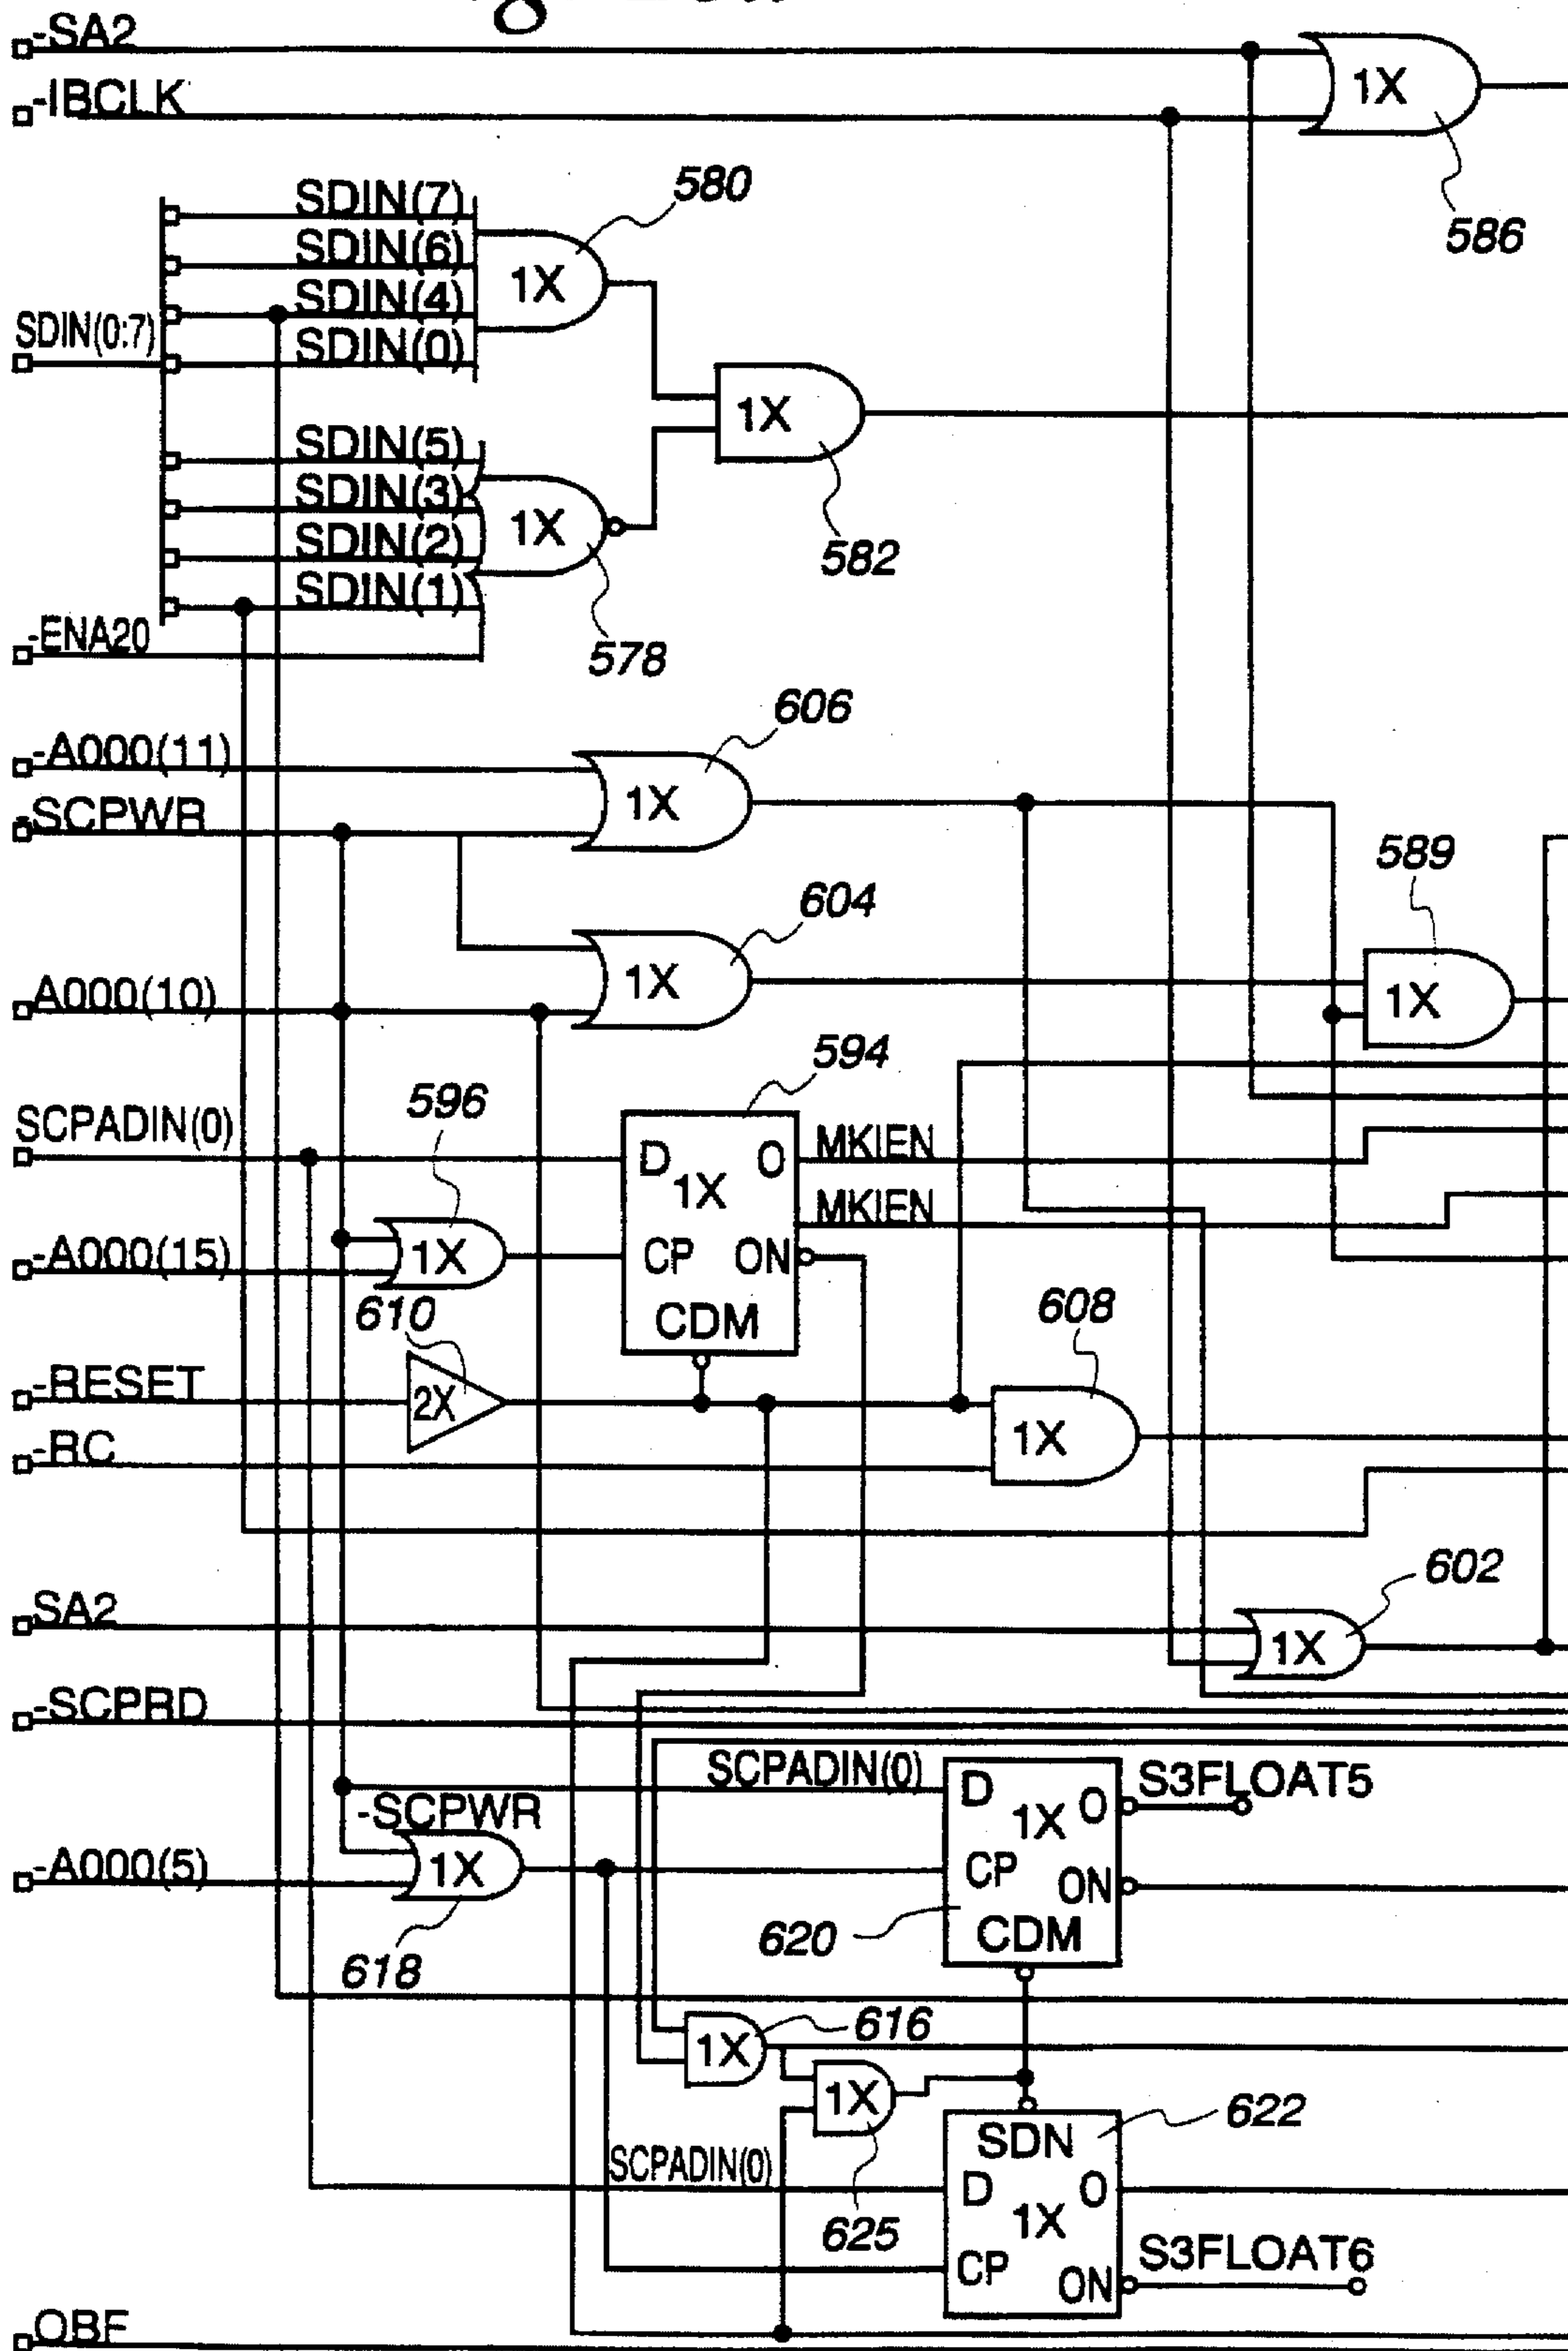 -SA2
1X
-IBCLK
586
580
SDIN(7)
SDIN(6)
1X
SDIN(4)
SDIN(0:7)
SDIN(0)
1X
SDIN(5)
SDIN(3)
1X
SDIN(2)
582
SDIN(1)
-ENA20
578
606
-A000(11)
1X
-SCPWR
589
604
A000(10)
1X
1X
594
596
SCPADIN(0)
D
O
MKIEN
1X
MKIEN
-A000(15)
1X
CP
ON
610
CDM
608
-RESET
2X
1X
-RC
602
SA2
1X
-SCPRD
SCPADIN(0)
D
O
S3FLOAT5
1X
-SCPWR
-A000(5)
1X
CP
ON
620
CDM
618
616
1X
1X
622
SDN
SCPADIN(0)
D
O
1X
625
S3FLOAT6
CP
ON
OBF